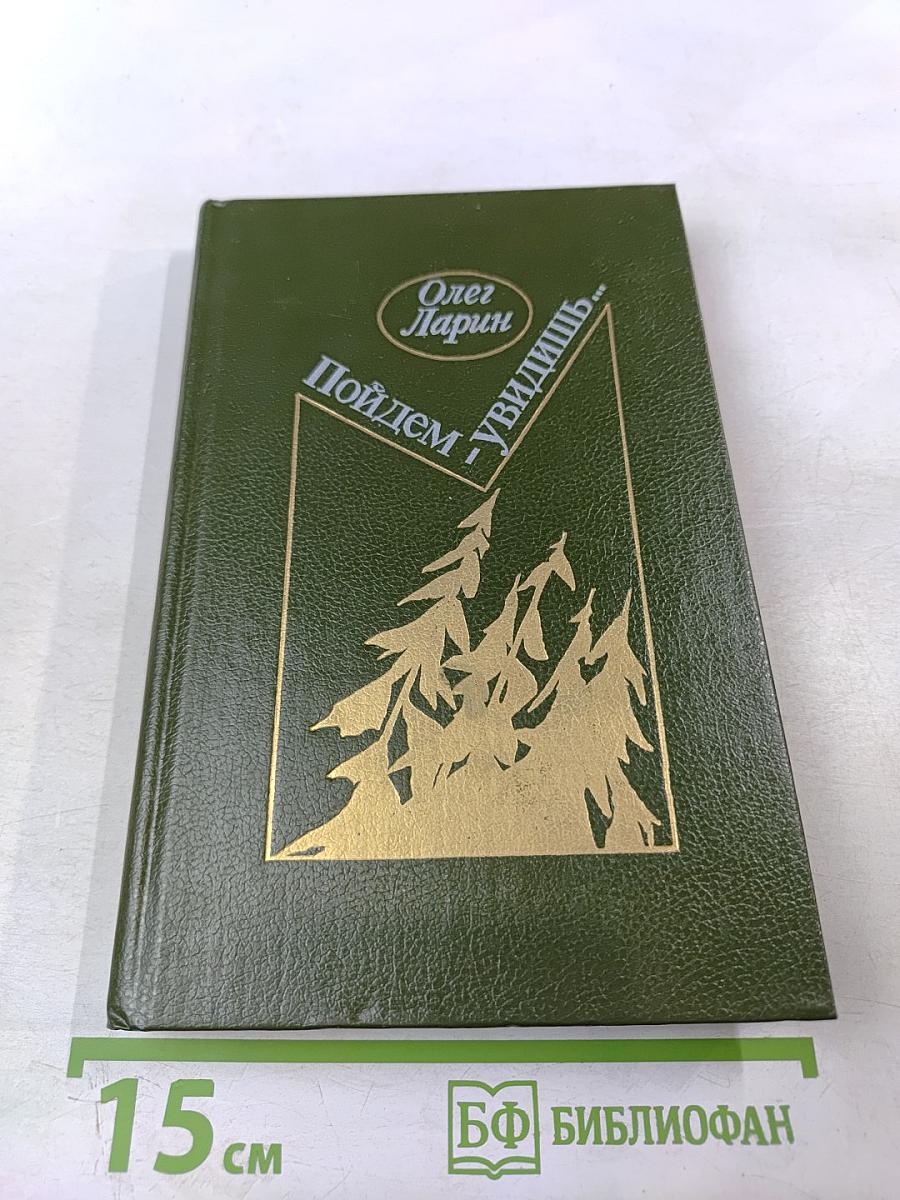 Олег
Ларин
Пойдем
-увидишь...
15 см
БФ БИБЛИОФАН